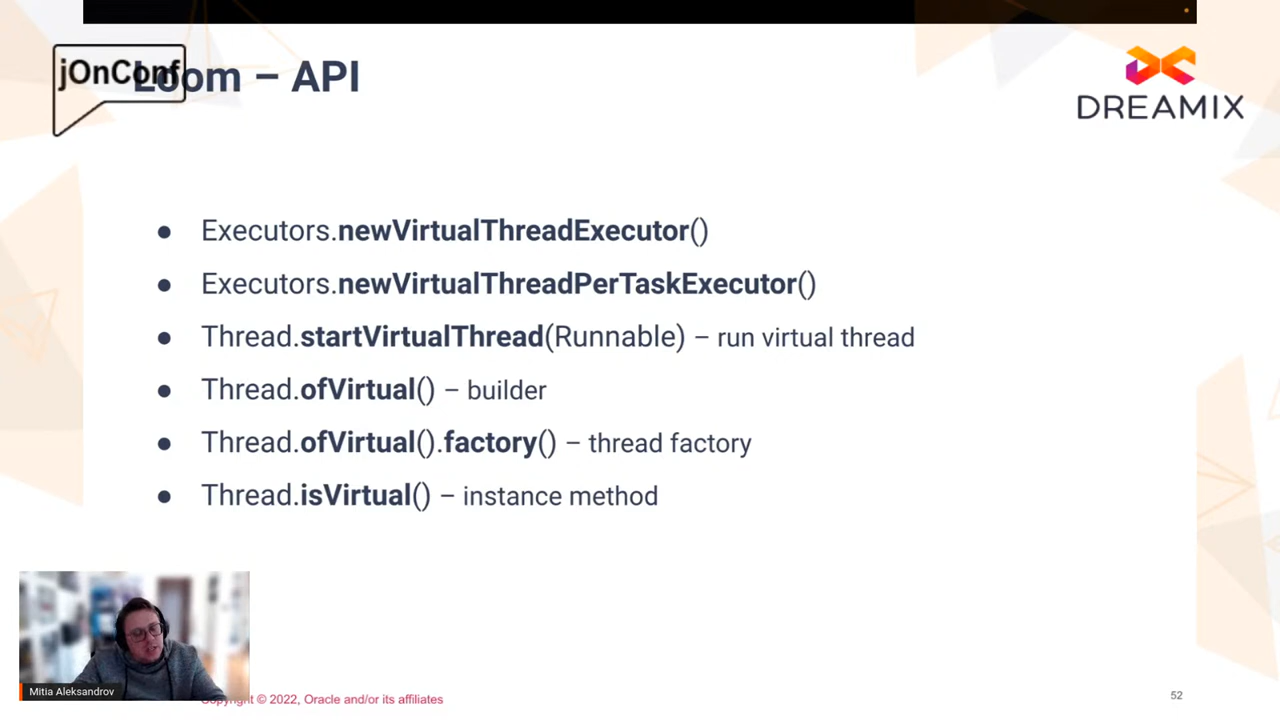 jOnConf
Loom – API
DREAMIX
● Executors.newVirtualThreadExecutor()
● Executors.newVirtualThreadPerTaskExecutor()
● Thread.startVirtualThread(Runnable) – run virtual thread
● Thread.ofVirtual() – builder
● Thread.ofVirtual().factory() – thread factory
● Thread.isVirtual() – instance method
Mitia Aleksandrov
Copyright © 2022, Oracle and/or its affiliates
52